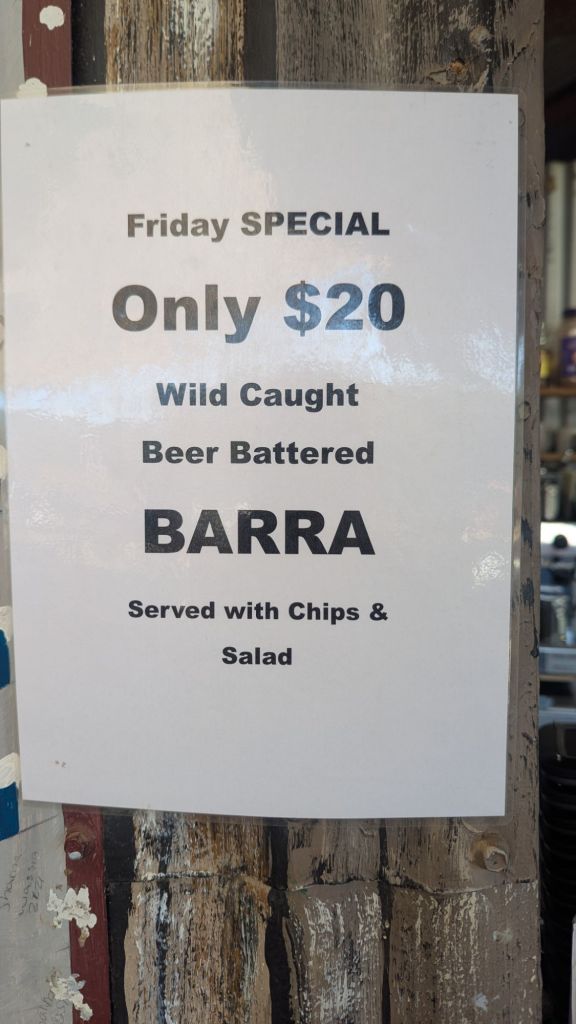 Friday SPECIAL
Only $20
Wild Caught
Beer Battered
BARRA
Served with Chips &
Salad